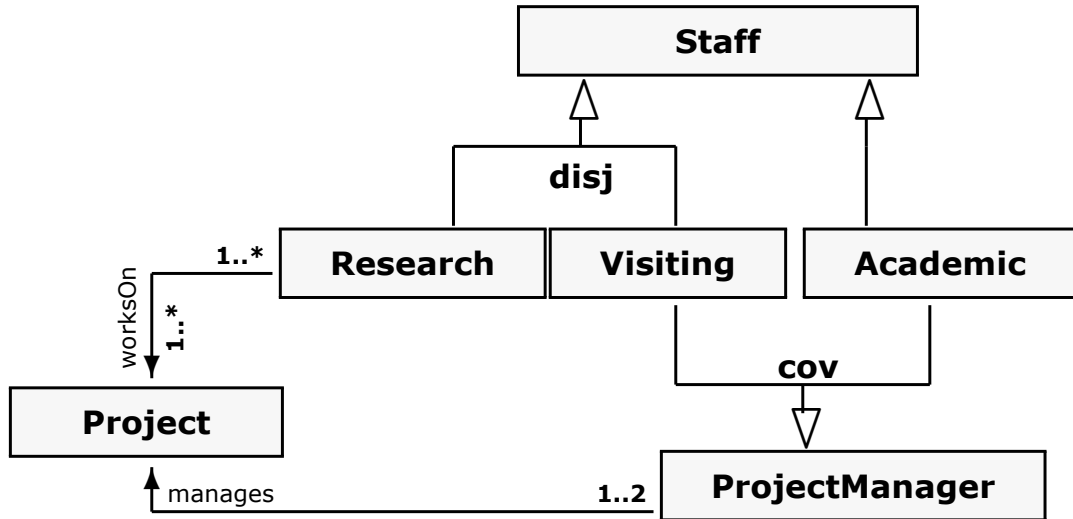 Staff
disj
Research
Visiting
Academic
1..*
worksOn
1..*
cov
Project
manages
1..2
ProjectManager